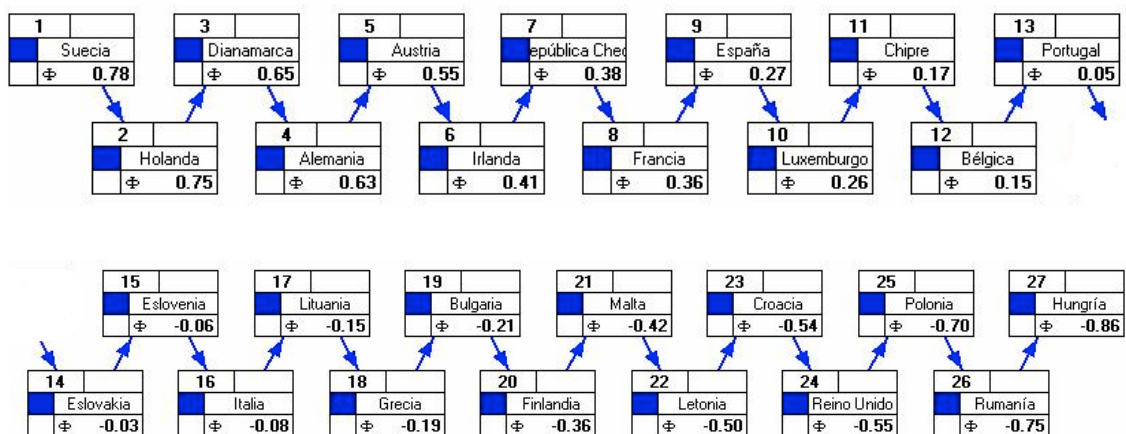 1
Suecia
Φ 0.78
2
Holanda
Φ 0.75
3
Dianamarca
Φ 0.65
4
Alemania
Φ 0.63
5
Austria
Φ 0.55
6
Irlanda
Φ 0.41
7
epública Chec
Φ 0.38
8
Francia
Φ 0.36
9
España
Φ 0.27
10
Luxemburgo
Φ 0.26
11
Chipre
Φ 0.17
12
Bélgica
Φ 0.15
13
Portugal
Φ 0.05
14
Eslovakia
Φ -0.03
15
Eslovenia
Φ -0.06
16
Italia
Φ -0.08
17
Lituania
Φ -0.15
18
Grecia
Φ -0.19
19
Bulgaria
Φ -0.21
20
Finlandia
Φ -0.36
21
Malta
Φ -0.42
22
Letonia
Φ -0.50
23
Croacia
Φ -0.54
24
Reino Unido
Φ -0.55
25
Polonia
Φ -0.70
26
Rumanía
Φ -0.75
27
Hungría
Φ -0.86